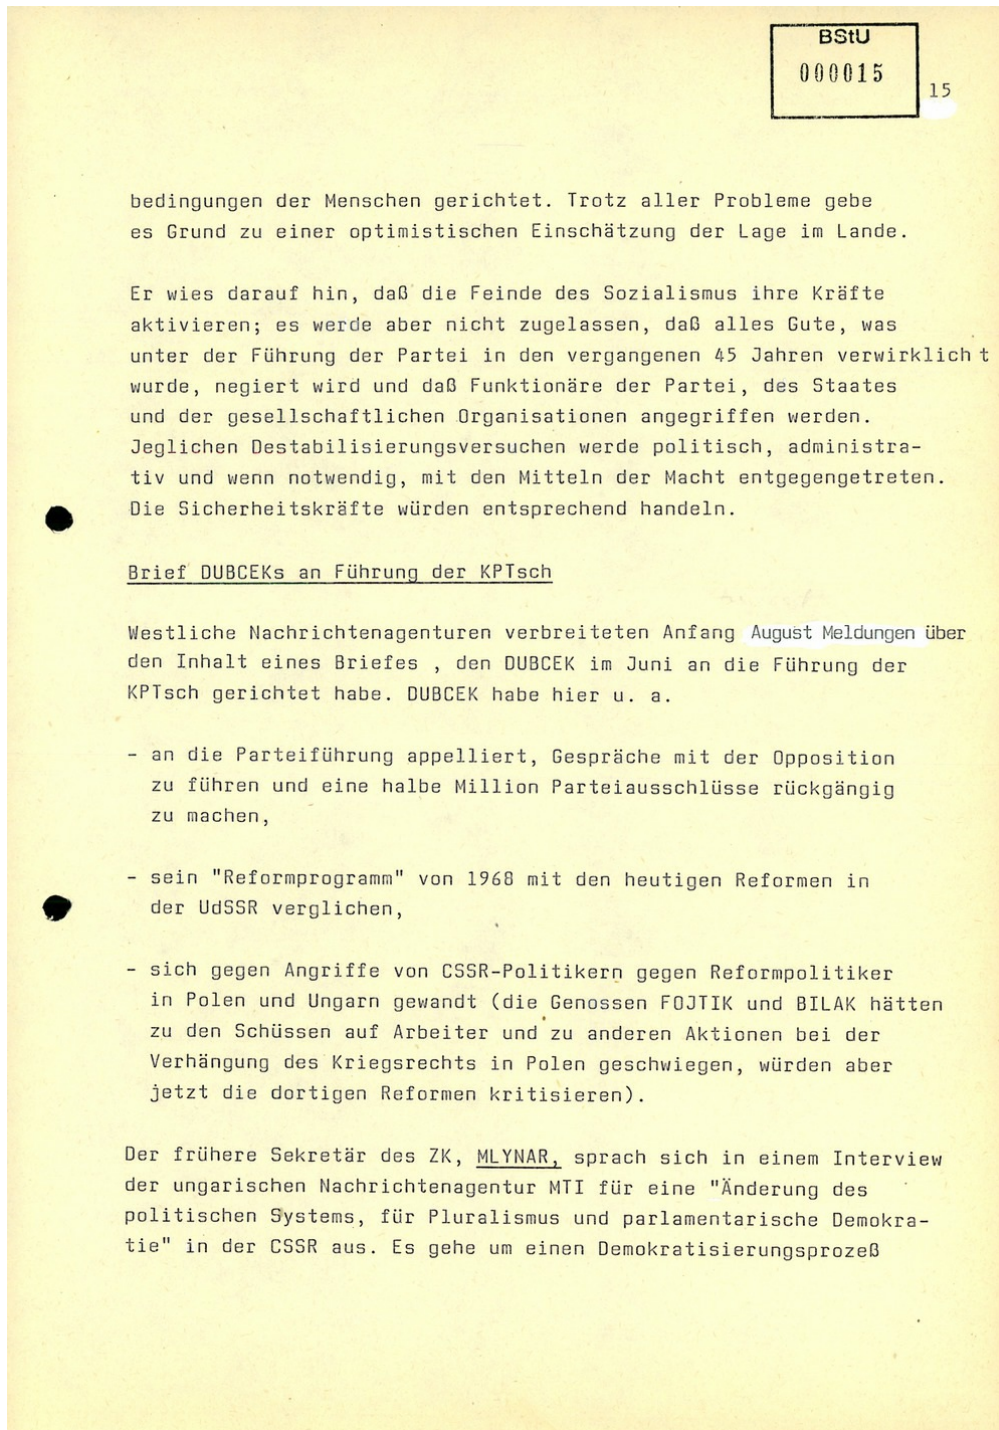 BStU
000015
15
bedingungen der Menschen gerichtet. Trotz aller Probleme gebe
es Grund zu einer optimistischen Einschätzung der Lage im Lande.
Er wies darauf hin, daß die Feinde des Sozialismus ihre Kräfte
aktivieren; es werde aber nicht zugelassen, daß alles Gute, was
unter der Führung der Partei in den vergangenen 45 Jahren verwirklicht
wurde, negiert wird und daß Funktionäre der Partei, des Staates
und der gesellschaftlichen Organisationen angegriffen werden.
Jeglichen Destabilisierungsversuchen werde politisch, administra-
tiv und wenn notwendig, mit den Mitteln der Macht entgegengetreten.
Die Sicherheitskräfte würden entsprechend handeln.
Brief DUBCEKs an Führung der KPTsch
Westliche Nachrichtenagenturen verbreiteten Anfang August Meldungen über
den Inhalt eines Briefes , den DUBCEK im Juni an die Führung der
KPTsch gerichtet habe. DUBCEK habe hier u. a.
- an die Parteiführung appelliert, Gespräche mit der Opposition
zu führen und eine halbe Million Parteiausschlüsse rückgängig
zu machen,
- sein "Reformprogramm" von 1968 mit den heutigen Reformen in
der UdSSR verglichen,
- sich gegen Angriffe von CSSR-Politikern gegen Reformpolitiker
in Polen und Ungarn gewandt (die Genossen FOJTIK und BILAK hätten
zu den Schüssen auf Arbeiter und zu anderen Aktionen bei der
Verhängung des Kriegsrechts in Polen geschwiegen, würden aber
jetzt die dortigen Reformen kritisieren).
Der frühere Sekretär des ZK, MLYNAR, sprach sich in einem Interview
der ungarischen Nachrichtenagentur MTI für eine "Änderung des
politischen Systems, für Pluralismus und parlamentarische Demokra-
tie" in der CSSR aus. Es gehe um einen Demokratisierungsprozeß